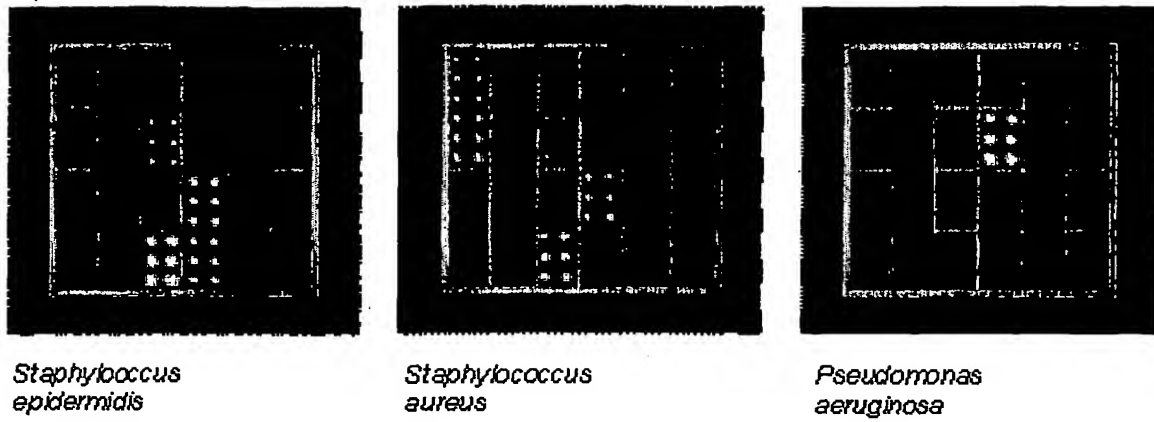 Staphyloccus
epidermidis
Staphylococcus
aureus
Pseudomonas
aeruginosa